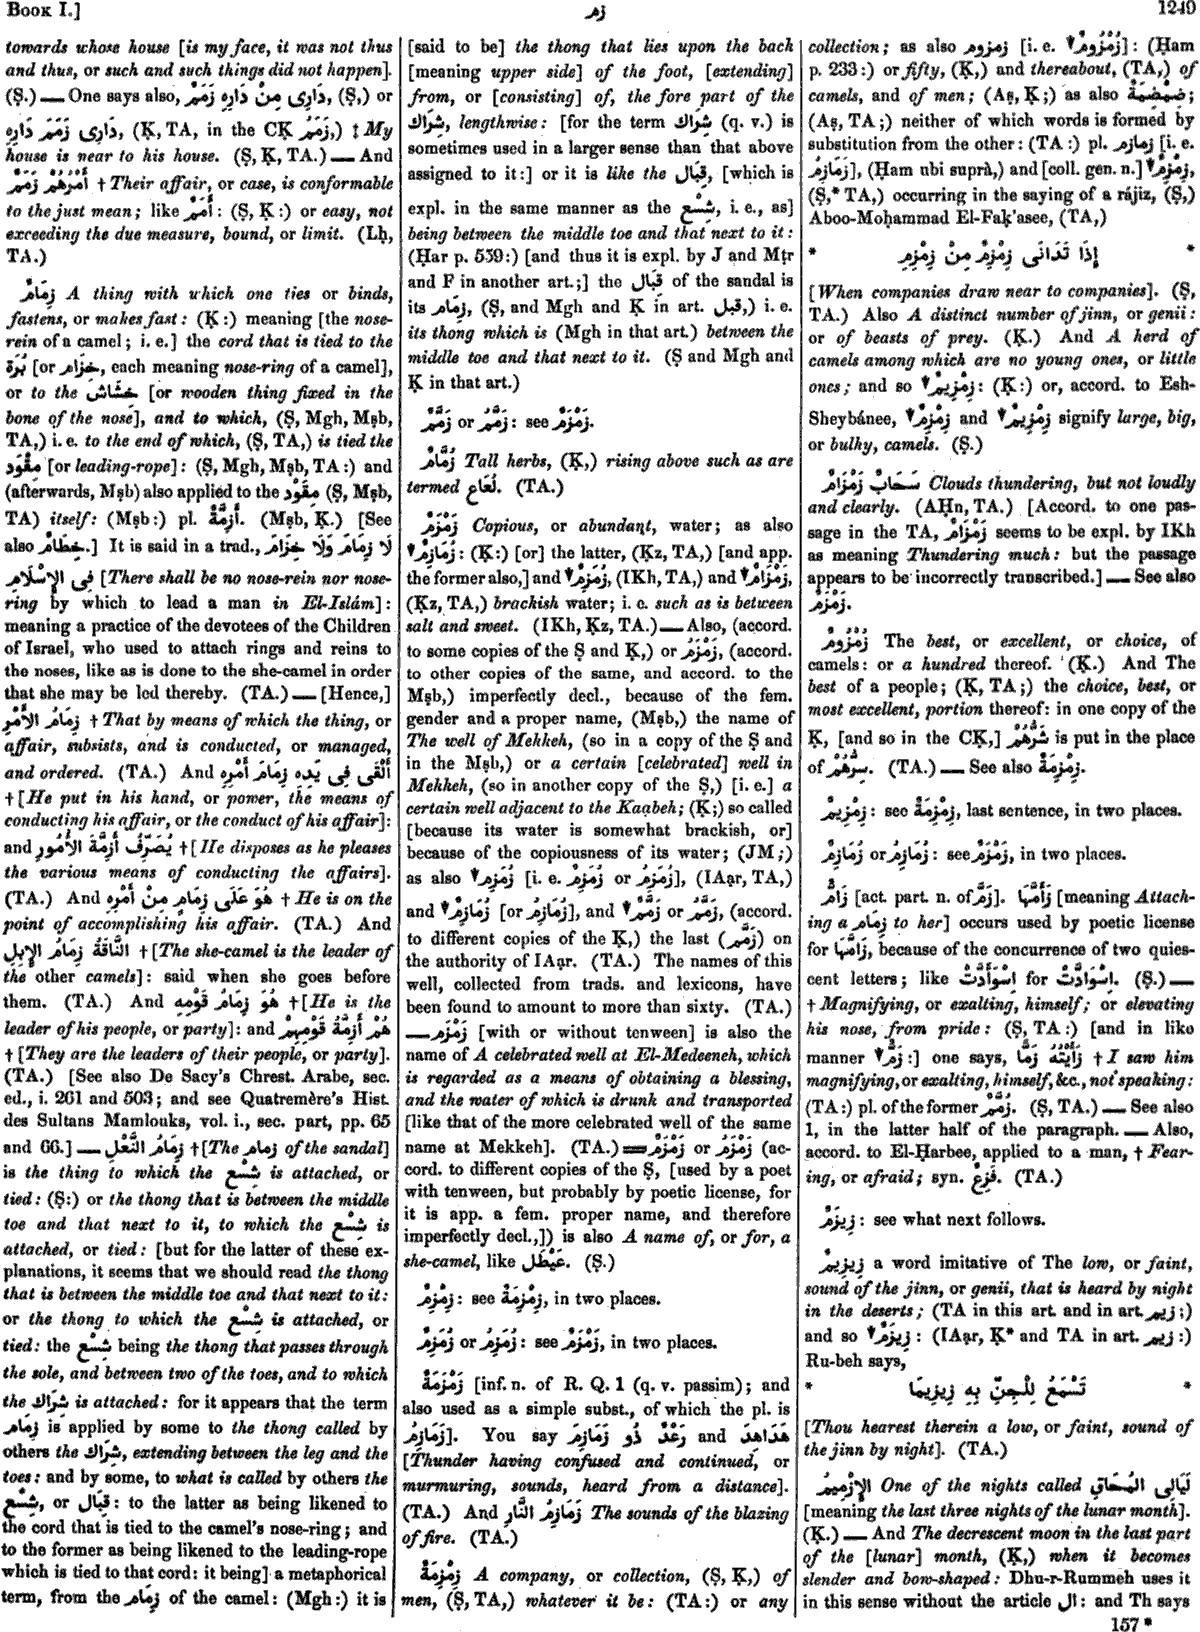 BOOK I.]
زم
1249
towards whose house [is my face, it was not thus
and thus, or such and such things did not happen].
(Ṣ.) — One says also, دَارِى مِنْ دَارِهِ زَمَمٌ, (Ṣ,) or
دَارِى زَمَمَ دَارِهِ, (Ḳ, TA, in the CḲ زَمَمُ,) ‡ My
house is near to his house. (Ṣ, Ḳ, TA.) — And
أَمْرُهُمْ زَمَمٌ † Their affair, or case, is conformable
to the just mean; like أَمَمٌ: (Ṣ, Ḳ:) or easy, not
exceeding the due measure, bound, or limit. (Lḥ,
TA.)
زِمَامٌ A thing with which one ties or binds,
fastens, or makes fast: (Ḳ:) meaning [the nose-
rein of a camel; i. e.] the cord that is tied to the
بُرَة [or خِزَام, each meaning nose-ring of a camel],
or to the خِشَاش [or wooden thing fixed in the
bone of the nose], and to which, (Ṣ, Mgh, Mṣb,
TA,) i. e. to the end of which, (Ṣ, TA,) is tied the
مِقْوَد [or leading-rope]: (Ṣ, Mgh, Mṣb, TA:) and
(afterwards, Mṣb) also applied to the مِقْوَد (Ṣ, Mṣb,
TA) itself: (Mṣb:) pl. أَزِمَّةٌ. (Mṣb, Ḳ.) [See
also خِطَامٌ.] It is said in a trad., لَا زِمَامَ وَلَا خِزَامَ
فِى الإِسْلَامِ [There shall be no nose-rein nor nose-
ring by which to lead a man in El-Islám]:
meaning a practice of the devotees of the Children
of Israel, who used to attach rings and reins to
the noses, like as is done to the she-camel in order
that she may be led thereby. (TA.) — [Hence,]
زِمَامُ الأَمْرِ † That by means of which the thing, or
affair, subsists, and is conducted, or managed,
and ordered. (TA.) And أَلْقَى فِى يَدِهِ زِمَامَ أَمْرِهِ
† [He put in his hand, or power, the means of
conducting his affair, or the conduct of his affair]:
and يُصَرِّفُ أَزِمَّةَ الأُمُورِ † [He disposes as he pleases
the various means of conducting the affairs].
(TA.) And هُوَ عَلَى زِمَامٍ مِنْ أَمْرِهِ † He is on the
point of accomplishing his affair. (TA.) And
النَّاقَةُ زِمَامُ الإِبِلِ † [The she-camel is the leader of
the other camels]: said when she goes before
them. (TA.) And هُوَ زِمَامُ قَوْمِهِ † [He is the
leader of his people, or party]: and هُمْ أَزِمَّةُ قَوْمِهِمْ
† [They are the leaders of their people, or party].
(TA.) [See also De Sacy's Chrest. Arabe, sec.
ed., i. 261 and 503; and see Quatremère's Hist.
des Sultans Mamlouks, vol. i., sec. part, pp. 65
and 66.] — زِمَامُ النَّعْلِ † [The زمام of the sandal]
is the thing to which the شِسْع is attached, or
tied: (Ṣ:) or the thong that is between the middle
toe and that next to it, to which the شِسْع is
attached, or tied: [but for the latter of these ex-
planations, it seems that we should read the thong
that is between the middle toe and that next to it:
or the thong to which the شِسْع is attached, or
tied: the شِسْع being the thong that passes through
the sole, and between two of the toes, and to which
the شِرَاك is attached: for it appears that the term
زِمَام is applied by some to the thong called by
others the شِرَاك, extending between the leg and the
toes: and by some, to what is called by others the
شِسْع, or قِبَال: to the latter as being likened to
the cord that is tied to the camel's nose-ring; and
to the former as being likened to the leading-rope
which is tied to that cord: it being] a metaphorical
term, from the زِمَام of the camel: (Mgh:) it is
[said to be] the thong that lies upon the back
[meaning upper side] of the foot, [extending]
from, or [consisting] of, the fore part of the
شِرَاك, lengthwise: [for the term شِرَاك (q. v.) is
sometimes used in a larger sense than that above
assigned to it:] or it is like the قِبَال, [which is
expl. in the same manner as the شِسْع, i. e., as]
being between the middle toe and that next to it:
(Ḥar p. 559:) [and thus it is expl. by J and Mṭr
and F in another art.;] the قِبَال of the sandal is
its زِمَام, (Ṣ, and Mgh and Ḳ in art. قبل,) i. e.
its thong which is (Mgh in that art.) between the
middle toe and that next to it. (Ṣ and Mgh and
Ḳ in that art.)
زَمَّمُ or زَمَّمٌ: see زَمْزَمٌ.
زُمَّامٌ Tall herbs, (Ḳ,) rising above such as are
termed لُعَاع. (TA.)
زَمْزَمٌ Copious, or abundant, water; as also
زُمَازِمٌ: (Ḳ:) [or] the latter, (Ḳz, TA,) [and app.
the former also,] and زُمَزِمٌ, (IKh, TA,) and زَمْزَامٌ,
(Ḳz, TA,) brackish water; i. e. such as is between
salt and sweet. (IKh, Ḳz, TA.) — Also, (accord.
to some copies of the Ṣ and Ḳ,) or زَمْزَمُ, (accord.
to other copies of the same, and accord. to the
Mṣb,) imperfectly decl., because of the fem.
gender and a proper name, (Mṣb,) the name of
The well of Mekkeh, (so in a copy of the Ṣ and
in the Mṣb,) or a certain [celebrated] well in
Mekkeh, (so in another copy of the Ṣ,) [i. e.] a
certain well adjacent to the Kaạbeh; (Ḳ;) so called
[because its water is somewhat brackish, or]
because of the copiousness of its water; (JM;)
as also زُمَزِم [i. e. زُمَزِمٌ or زُمَزِمُ], (IAạr, TA,)
and زُمَازِمٌ [or زُمَازِمُ], and زَمَّمٌ or زَمَّمُ, (accord.
to different copies of the Ḳ,) the last (زَمَّم) on
the authority of IAạr. (TA.) The names of this
well, collected from trads. and lexicons, have
been found to amount to more than sixty. (TA.)
— زَمْزَم [with or without tenween] is also the
name of A celebrated well at El-Medeeneh, which
is regarded as a means of obtaining a blessing,
and the water of which is drunk and transported
[like that of the more celebrated well of the same
name at Mekkeh]. (TA.) = زَمْزَمٌ or زَمْزَمُ (ac-
cord. to different copies of the Ṣ, [used by a poet
with tenween, but probably by poetic license, for
it is app. a fem. proper name, and therefore
imperfectly decl.,]) is also A name of, or for, a
she-camel, like عَيْطَل. (Ṣ.)
زِمْزِمٌ: see زِمْزِمَةٌ, in two places.
زُمَزِمٌ or زُمَزِمُ: see زَمْزَمٌ, in two places.
زَمْزَمَةٌ [inf. n. of R. Q. 1 (q. v. passim); and
also used as a simple subst., of which the pl. is
زَمَازِمُ]. You say رَعْدٌ ذُو زَمَازِمَ and هَدَاهِدَ
[Thunder having confused and continued, or
murmuring, sounds, heard from a distance].
(TA.) And زَمَازِمُ النَّارِ The sounds of the blazing
of fire. (TA.)
زِمْزِمَةٌ A company, or collection, (Ṣ, Ḳ,) of
men, (Ṣ, TA,) whatever it be: (TA:) or any
collection; as also زمزوم [i. e. زُمْزُومٌ]: (Ḥam
p. 233:) or fifty, (Ḳ,) and thereabout, (TA,) of
camels, and of men; (Aṣ, Ḳ;) as also صِمْصِمَةٌ;
(Aṣ, TA;) neither of which words is formed by
substitution from the other: (TA:) pl. زمازم [i. e.
زَمَازِمُ], (Ḥam ubi suprà,) and [coll. gen. n.] زِمْزِمٌ,
(Ṣ,* TA,) occurring in the saying of a rájiz, (Ṣ,)
Aboo-Moḥammad El-Faḳ'asee, (TA,)
* إِذَا تَدَانَى زِمْزِمٌ مِنْ زِمْزِمِ *
[When companies draw near to companies]. (Ṣ,
TA.) Also A distinct number of jinn, or genii:
or of beasts of prey. (Ḳ.) And A herd of
camels among which are no young ones, or little
ones; and so زِمْزِيمٌ: (Ḳ:) or, accord. to Esh-
Sheybánee, زِمْزِمٌ and زِمْزِيمٌ signify large, big,
or bulky, camels. (Ṣ.)
سَحَابٌ زَمْزَامٌ Clouds thundering, but not loudly
and clearly. (AḤn, TA.) [Accord. to one pas-
sage in the TA, زَمْزَامٌ seems to be expl. by IKh
as meaning Thundering much: but the passage
appears to be incorrectly transcribed.] — See also
زَمْزَمٌ.
زُمْزُومٌ The best, or excellent, or choice, of
camels: or a hundred thereof. (Ḳ.) And The
best of a people; (Ḳ, TA;) the choice, best, or
most excellent, portion thereof: in one copy of the
Ḳ, [and so in the CḲ,] شَرُّهُمْ is put in the place
of سِرُّهُمْ. (TA.) — See also زِمْزِمَةٌ.
زِمْزِيمٌ: see زِمْزِمَةٌ, last sentence, in two places.
زُمَازِمٌ or زُمَازِمُ: see زَمْزَمٌ, in two places.
زَامٌّ [act. part. n. of زَمَّ]. زَأَمَّهَا [meaning Attach-
ing a زِمَام to her] occurs used by poetic license
for زَامَّهَا, because of the concurrence of two quies-
cent letters; like اِسْوَأَدَّتْ for اِسْوَادَّتْ. (Ṣ.) —
† Magnifying, or exalting, himself; or elevating
his nose, from pride: (Ṣ, TA:) [and in like
manner زَمٌّ:] one says, رَأَيْتُهُ زَمًّا † I saw him
magnifying, or exalting, himself, &c., not speaking:
(TA:) pl. of the former زُمَّمٌ. (Ṣ, TA.) — See also
1, in the latter half of the paragraph. — Also,
accord. to El-Ḥarbee, applied to a man, † Fear-
ing, or afraid; syn. فَزِعٌ. (TA.)
زِيزَمٌ: see what next follows.
زِيزِيمٌ a word imitative of The low, or faint,
sound of the jinn, or genii, that is heard by night
in the deserts; (TA in this art. and in art. زيم;)
and so زِيزَمٌ: (IAạr, Ḳ* and TA in art. زيم:)
Ru-beh says,
* تَسْمَعُ لِلْجِنِّ بِهِ زِيزِيمَا *
[Thou hearest therein a low, or faint, sound of
the jinn by night]. (TA.)
الإِزْمِيمُ One of the nights called لَيَالِى المُحَاقِ
[meaning the last three nights of the lunar month].
(Ḳ.) — And The decrescent moon in the last part
of the [lunar] month, (Ḳ,) when it becomes
slender and bow-shaped: Dhu-r-Rummeh uses it
in this sense without the article ال: and Th says
157 *